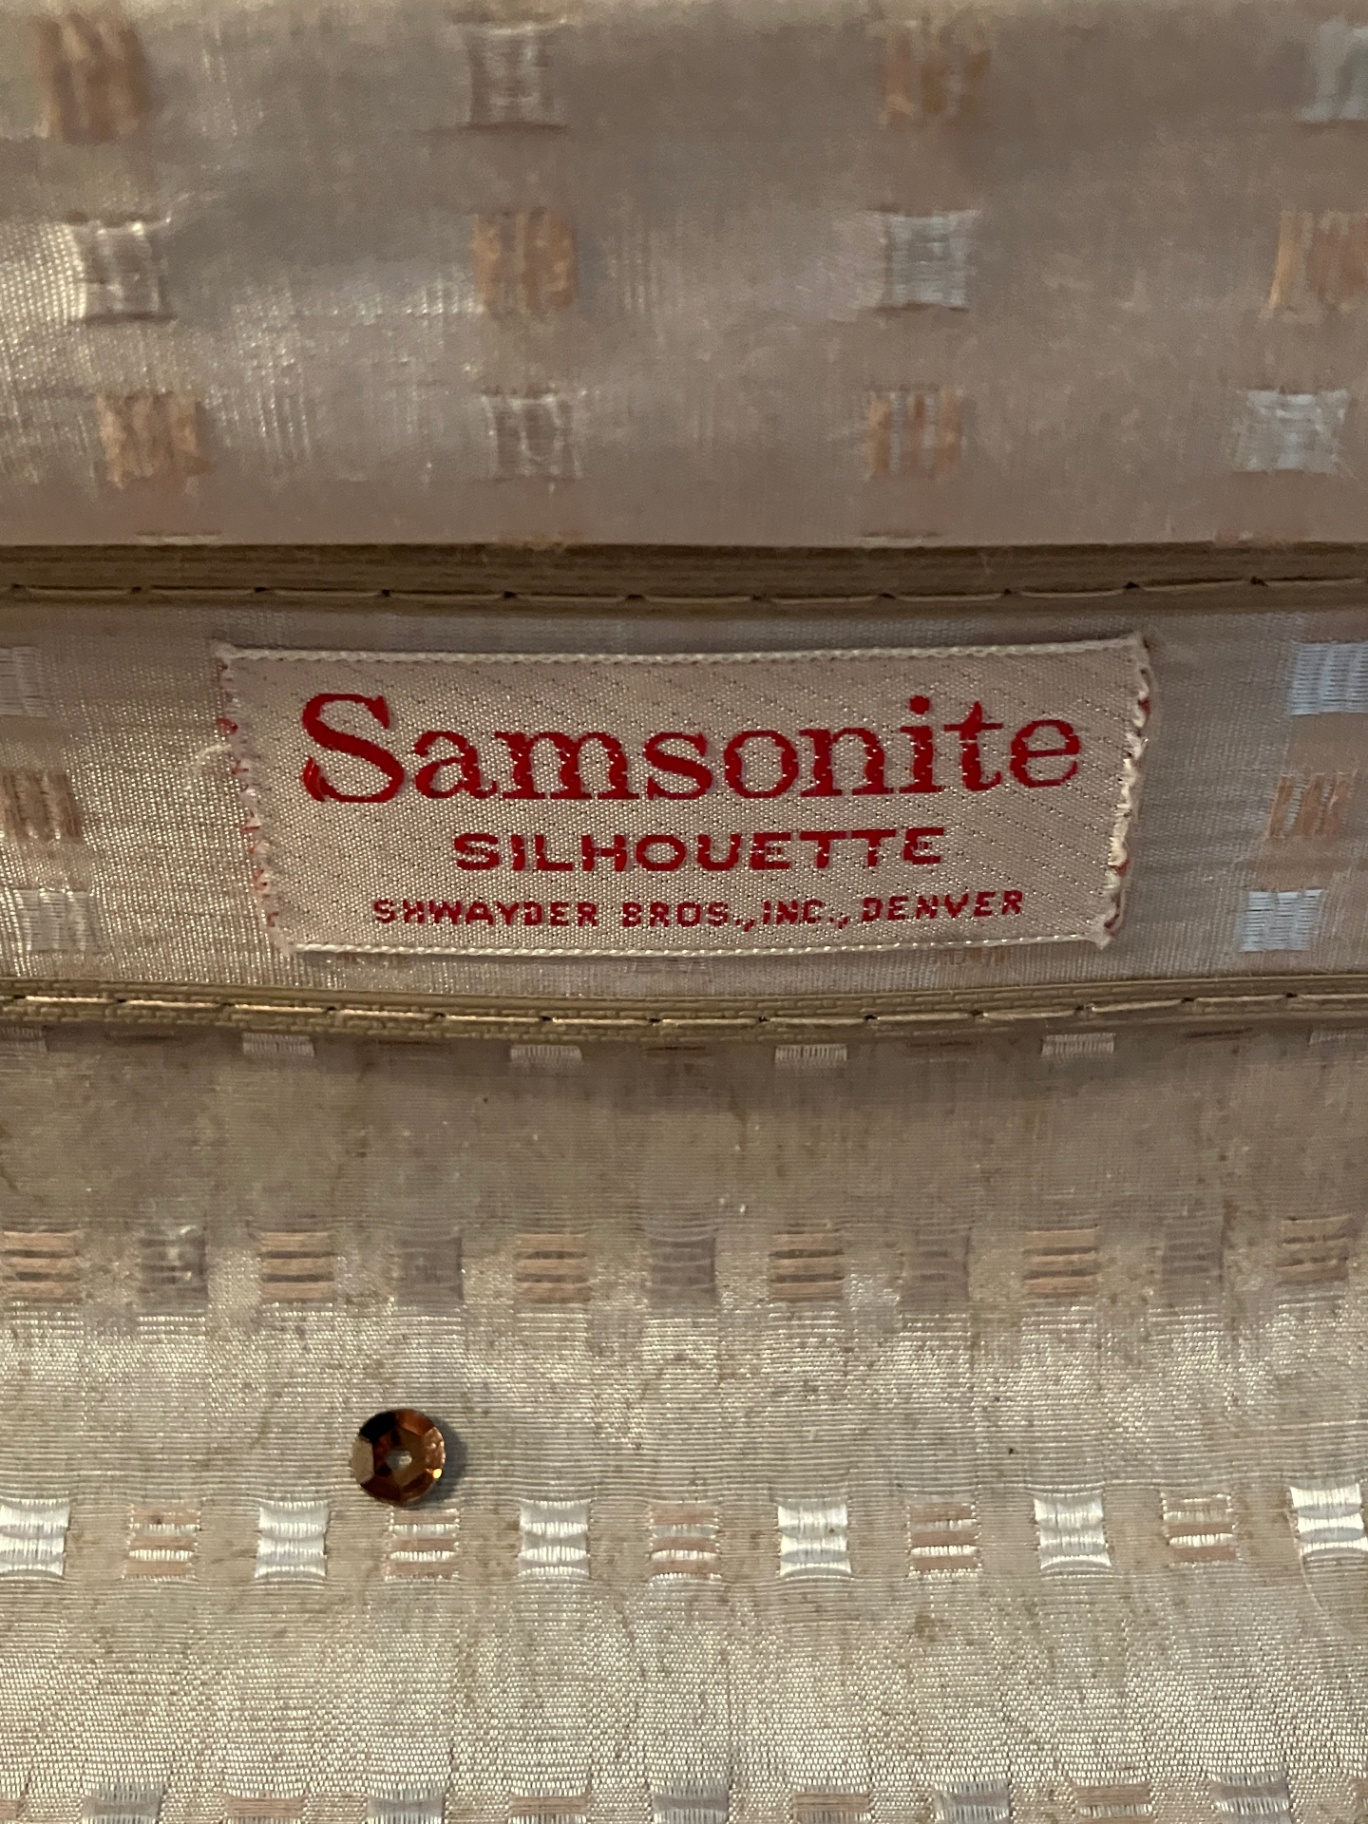 Samsonite
SILHOUETTE
SHWAYDER BROS., INC., DENVER